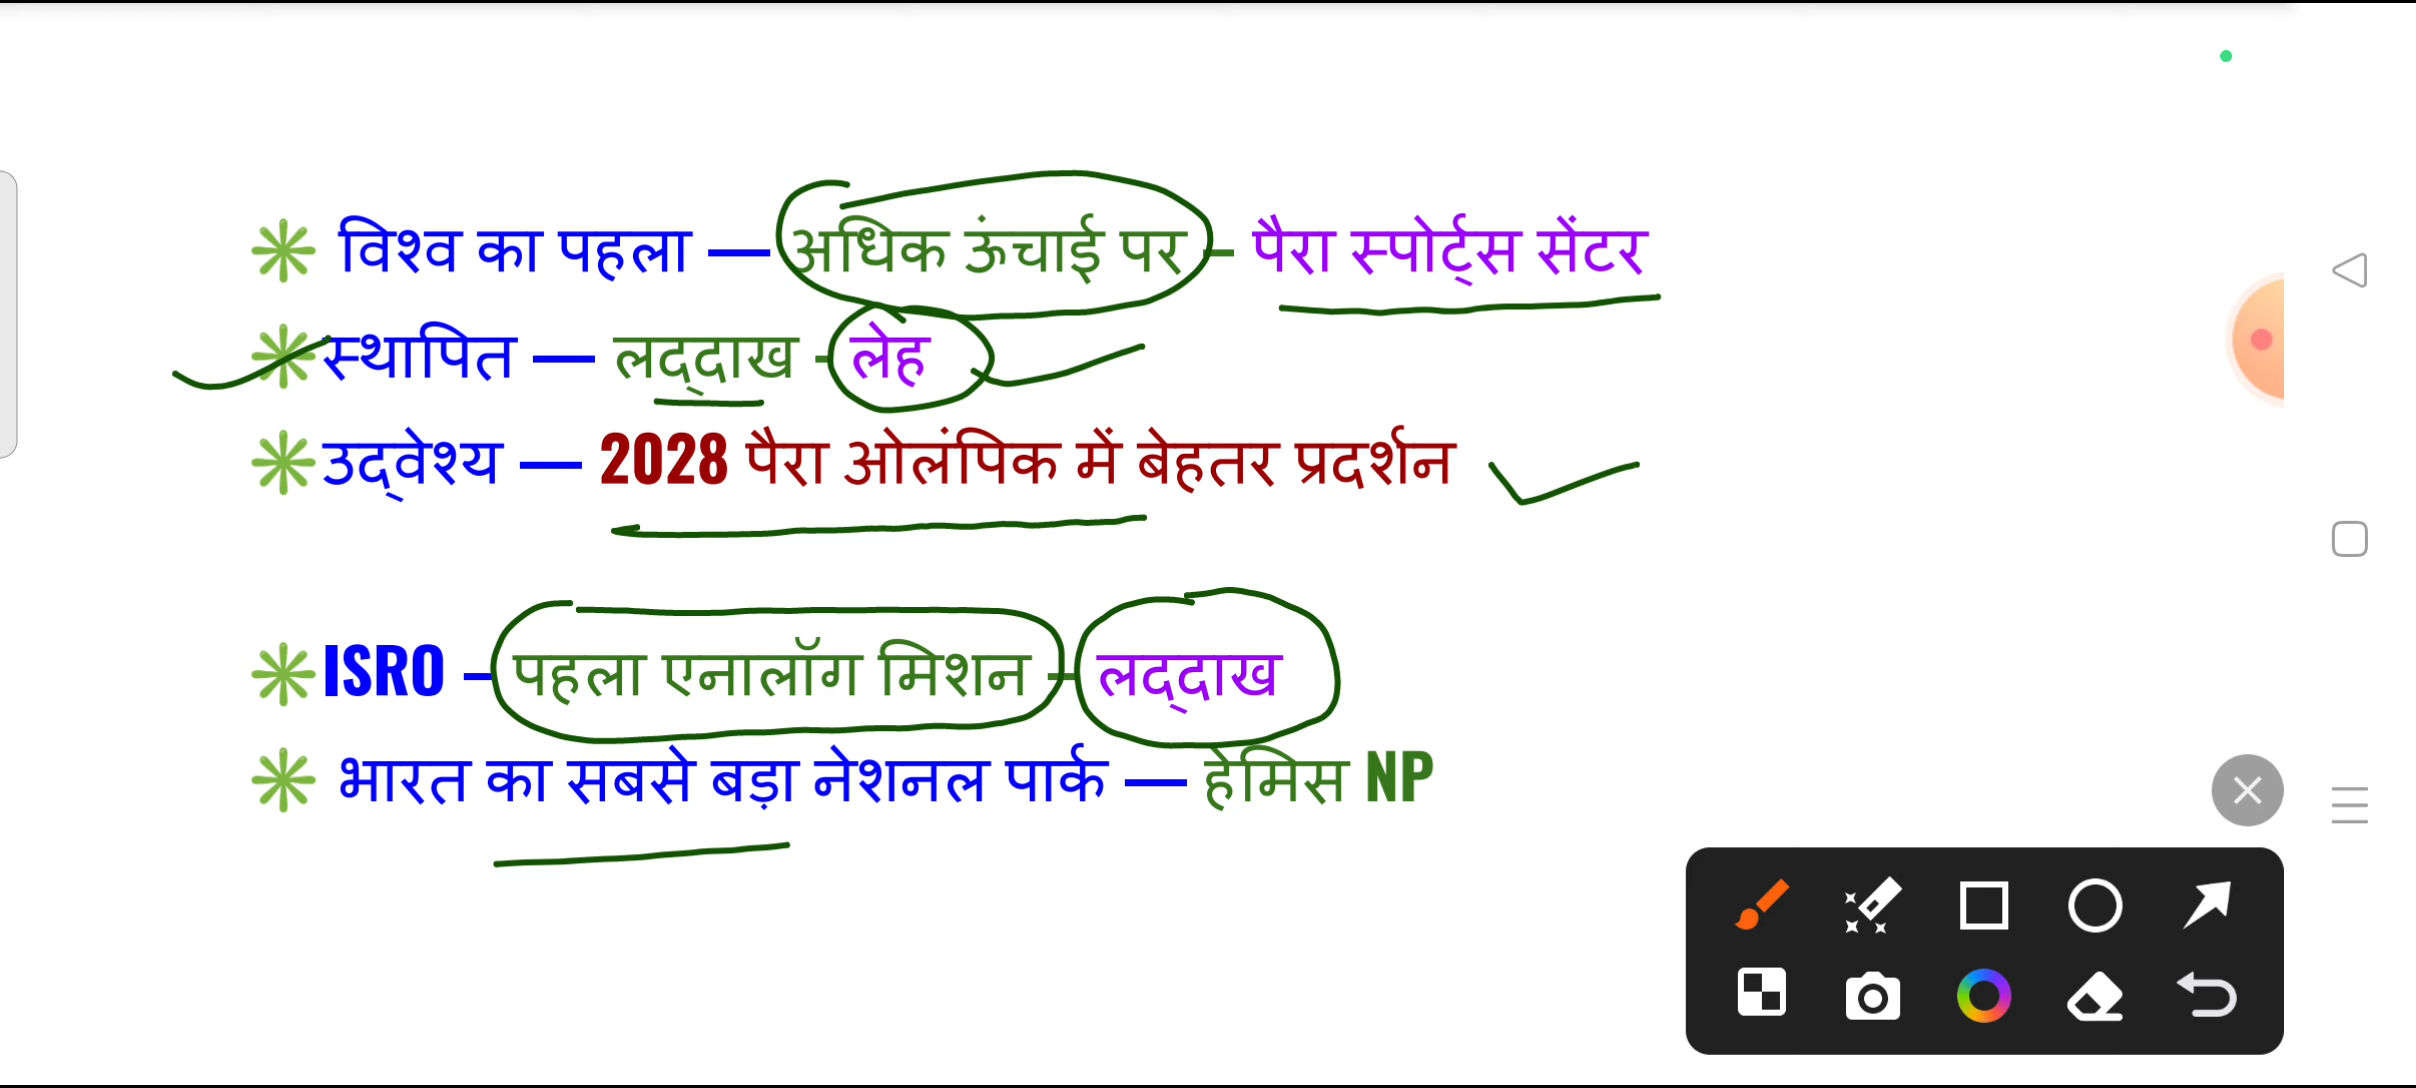 ✳️ विश्व का पहला — अधिक ऊंचाई पर - पैरा स्पोर्ट्स सेंटर
✳️स्थापित — लद्दाख - लेह
✳️उद्वेश्य — 2028 पैरा ओलंपिक में बेहतर प्रदर्शन
✳️ISRO - पहला एनालॉग मिशन - लद्दाख
✳️ भारत का सबसे बड़ा नेशनल पार्क — हेमिस NP